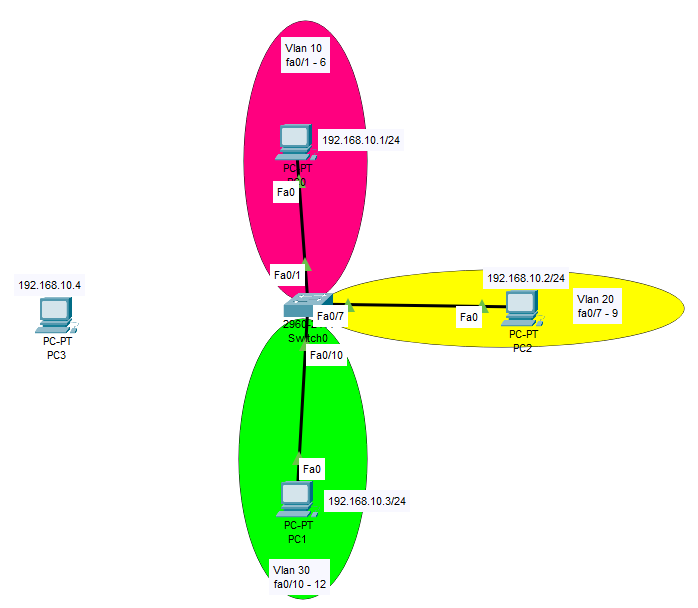 Vlan 10
fa0/1 - 6
192.168.10.1/24
PC-PT
Fa0
Fa0/1
192.168.10.4
PC-PT
PC3
192.168.10.2/24
Vlan 20
fa0/7 - 9
Fa0/7
Fa0
PC-PT
PC2
Switch0
Fa0/10
Fa0
192.168.10.3/24
PC-PT
PC1
Vlan 30
fa0/10 - 12